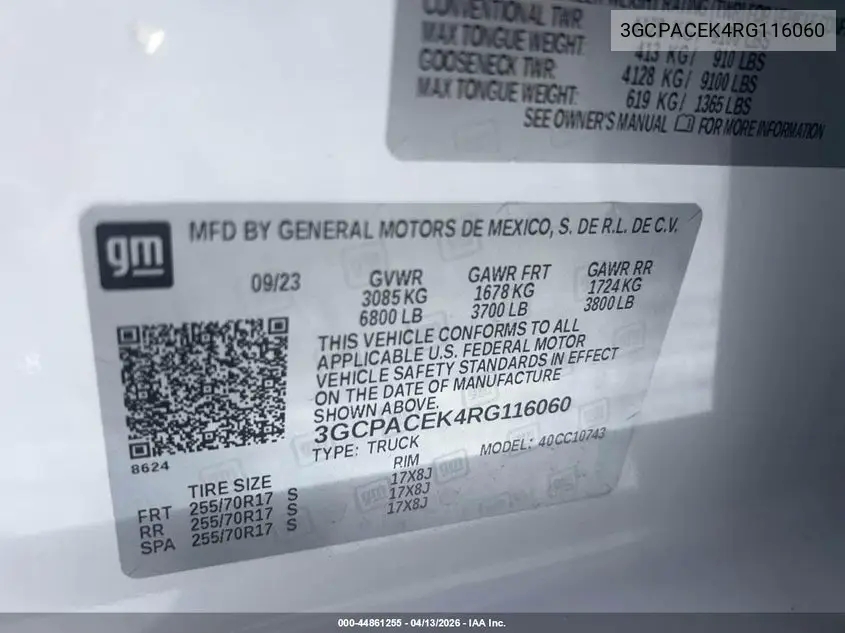 3GCPACEK4RG116060
CONVENTIONAL TWR:
MAX TONGUE WEIGHT: 413 KG/ 910 LBS
GOOSENECK TWR: 4128 KG/ 9100 LBS
MAX TONGUE WEIGHT: 619 KG/ 1365 LBS
SEE OWNER'S MANUAL FOR MORE INFORMATION
gm
MFD BY GENERAL MOTORS DE MEXICO, S. DE R.L. DE C.V.
09/23 GVWR GAWR FRT GAWR RR
3085 KG 1678 KG 1724 KG
6800 LB 3700 LB 3800 LB
THIS VEHICLE CONFORMS TO ALL
APPLICABLE U.S. FEDERAL MOTOR
VEHICLE SAFETY STANDARDS IN EFFECT
ON THE DATE OF MANUFACTURE
SHOWN ABOVE.
3GCPACEK4RG116060
8624
TYPE: TRUCK MODEL: 40CC10743
TIRE SIZE RIM
FRT 255/70R17 S 17X8J
RR 255/70R17 S 17X8J
SPA 255/70R17 S 17X8J
000-44861255 - 04/13/2026 - IAA Inc.